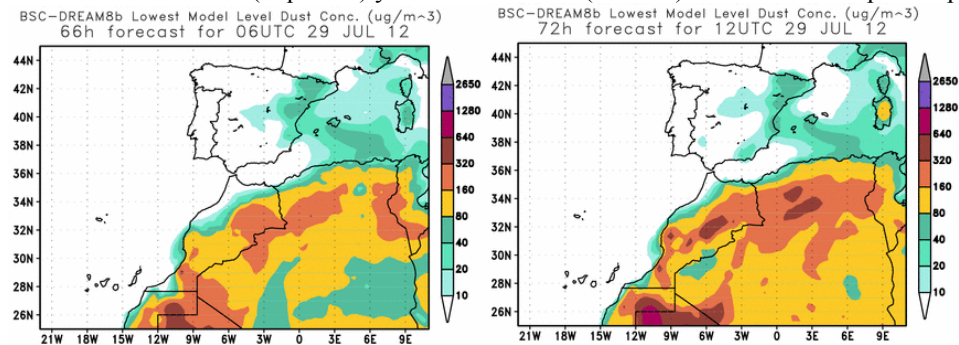 BSC-DREAM8b Lowest Model Level Dust Conc. (ug/m^3)
66h forecast for 06UTC 29 JUL 12
44N
42N
40N
38N
36N
34N
32N
30N
28N
26N
21W 18W 15W 12W 9W 6W 3W 0 3E 6E 9E
2650
1280
640
320
160
80
40
20
10
BSC-DREAM8b Lowest Model Level Dust Conc. (ug/m^3)
72h forecast for 12UTC 29 JUL 12
44N
42N
40N
38N
36N
34N
32N
30N
28N
26N
21W 18W 15W 12W 9W 6W 3W 0 3E 6E 9E
2650
1280
640
320
160
80
40
20
10